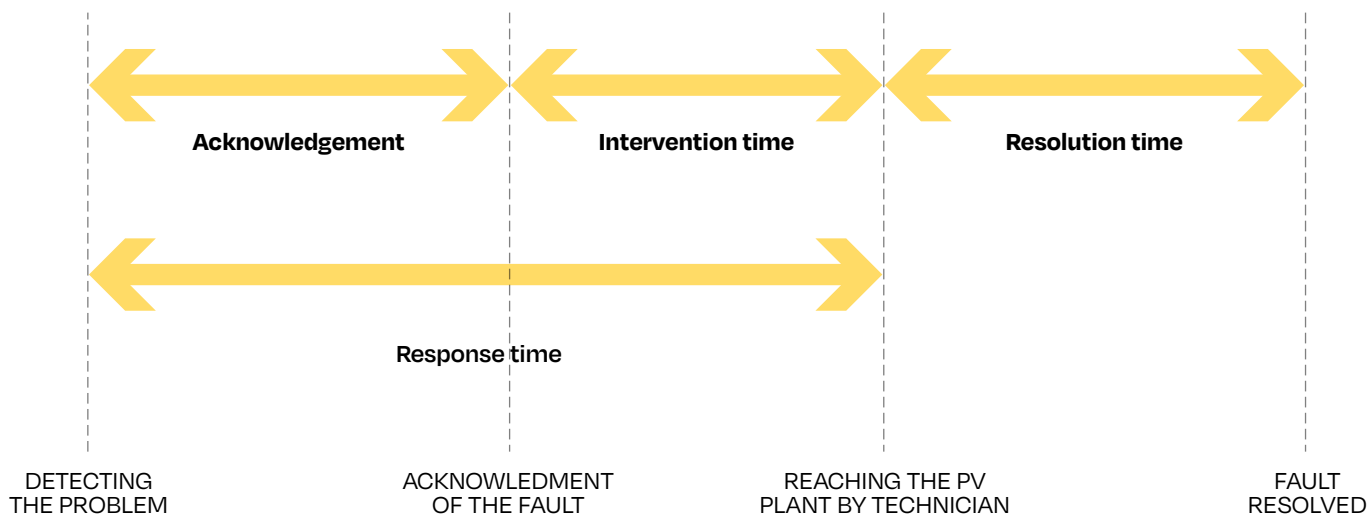 Acknowledgement
Intervention time
Resolution time
Response time
DETECTING
THE PROBLEM
ACKNOWLEDMENT
OF THE FAULT
REACHING THE PV
PLANT BY TECHNICIAN
FAULT
RESOLVED